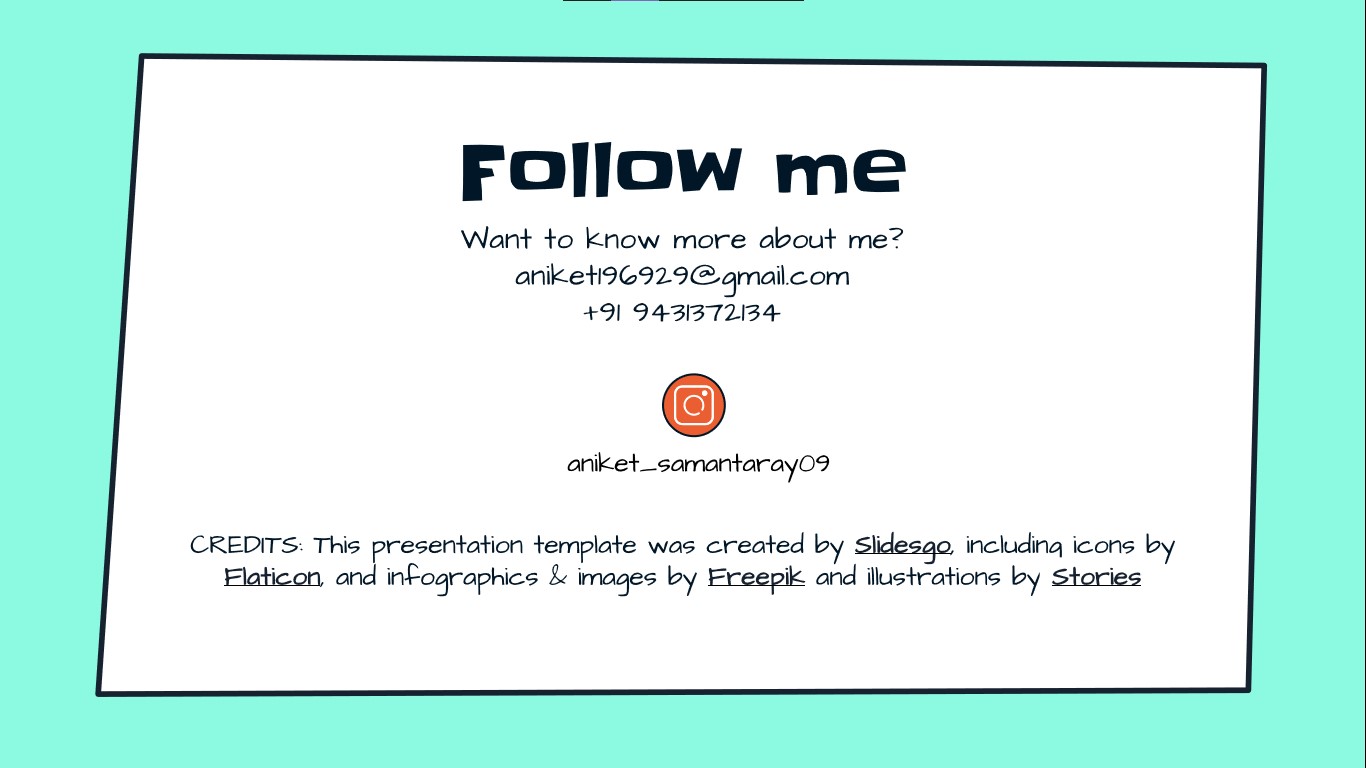 Follow me
Want to know more about me?
aniket196929@gmail.com
+91 9431372134
aniket_samantaray09
CREDITS: This presentation template was created by Slidesgo, including icons by
Flaticon, and infographics & images by Freepik and illustrations by Stories